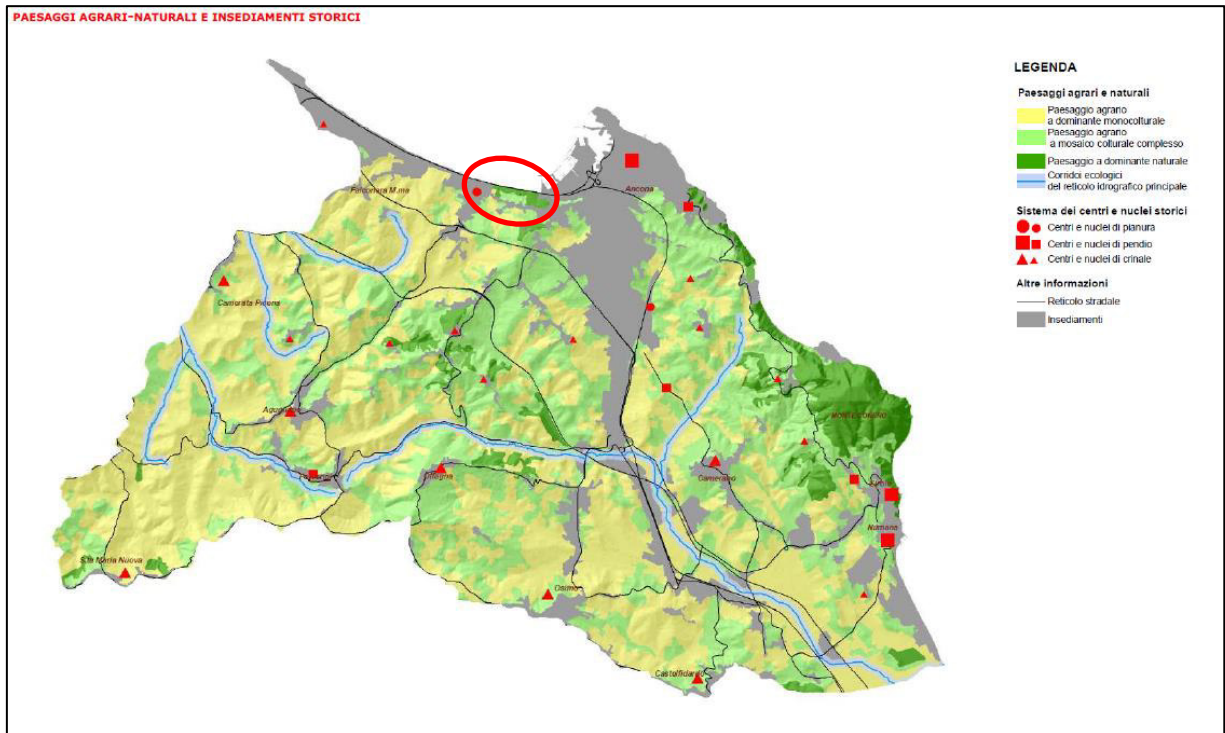 PAESAGGI AGRARI-NATURALI E INSEDIAMENTI STORICI
LEGENDA
Paesaggi agrari e naturali
Paesaggio agrario
a dominante monocolturale
Paesaggio agrario
a mosaico colturale complesso
Paesaggio a dominante naturale
Corridoi ecologici
del reticolo idrografico principale
Sistema dei centri e nuclei storici
Centri e nuclei di pianura
Centri e nuclei di pendio
Centri e nuclei di crinale
Altre informazioni
Reticolo stradale
Insediamenti
Falconara M.ma
Ancona
Camerata Picena
Agugliano
Offagna
Camerano
Sirolo
Numana
S.ta Maria Nuova
Osimo
Castelfidardo